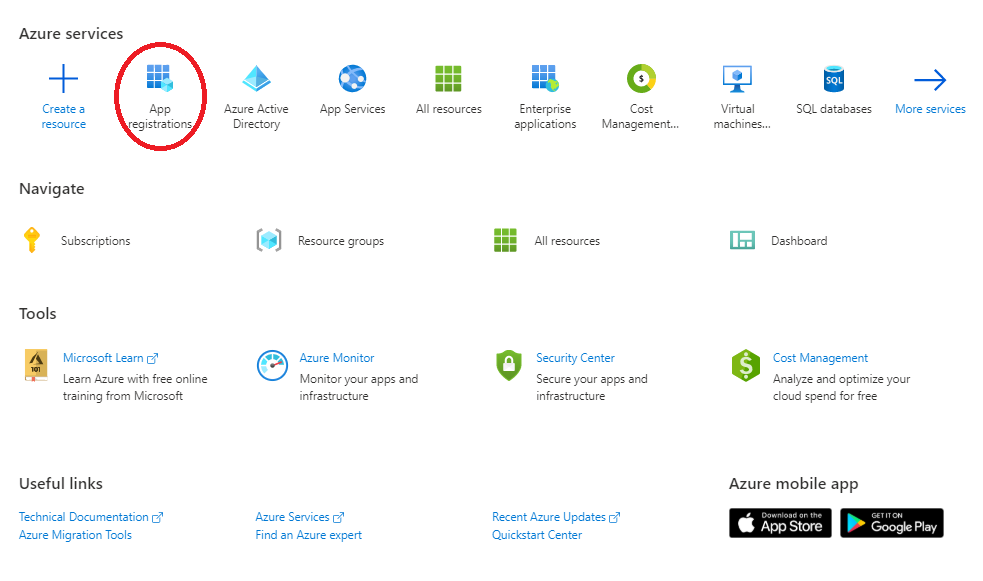 Azure services
Create a
resource
App
registrations
Azure Active
Directory
App Services
All resources
Enterprise
applications
Cost
Management...
Virtual
machines...
SQL
SQL databases
More services
Navigate
Subscriptions
Resource groups
All resources
Dashboard
Tools
101
Microsoft Learn
Learn Azure with free online
training from Microsoft
Azure Monitor
Monitor your apps and
infrastructure
Security Center
Secure your apps and
infrastructure
Cost Management
Analyze and optimize your
cloud spend for free
Useful links
Technical Documentation
Azure Migration Tools
Azure Services
Find an Azure expert
Recent Azure Updates
Quickstart Center
Azure mobile app
Download on the
App Store
GET IT ON
Google Play